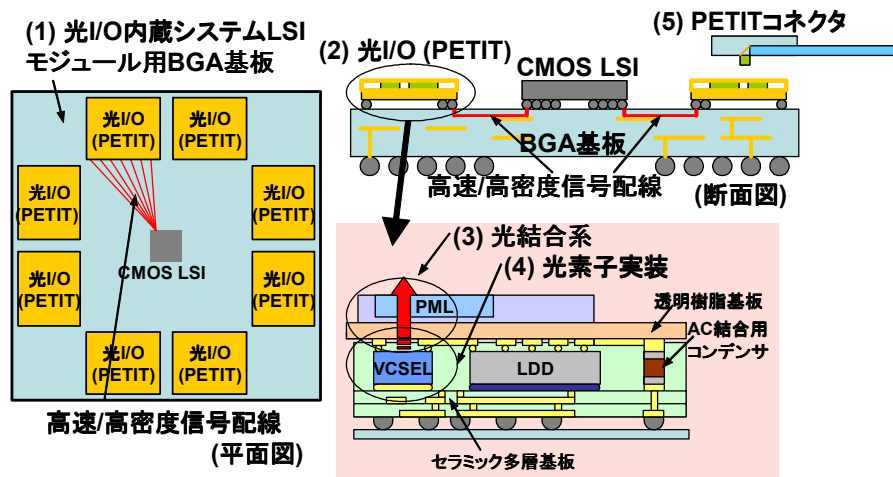 (1) 光I/O内蔵システムLSI
モジュール用BGA基板
光I/O
(PETIT)
光I/O
(PETIT)
光I/O
(PETIT)
光I/O
(PETIT)
CMOS LSI
光I/O
(PETIT)
光I/O
(PETIT)
光I/O
(PETIT)
光I/O
(PETIT)
高速/高密度信号配線
(平面図)
(2) 光I/O (PETIT)
CMOS LSI
(5) PETITコネクタ
BGA基板
高速/高密度信号配線
(断面図)
(3) 光結合系
(4) 光素子実装
PML
透明樹脂基板
AC結合用
コンデンサ
VCSEL
LDD
セラミック多層基板